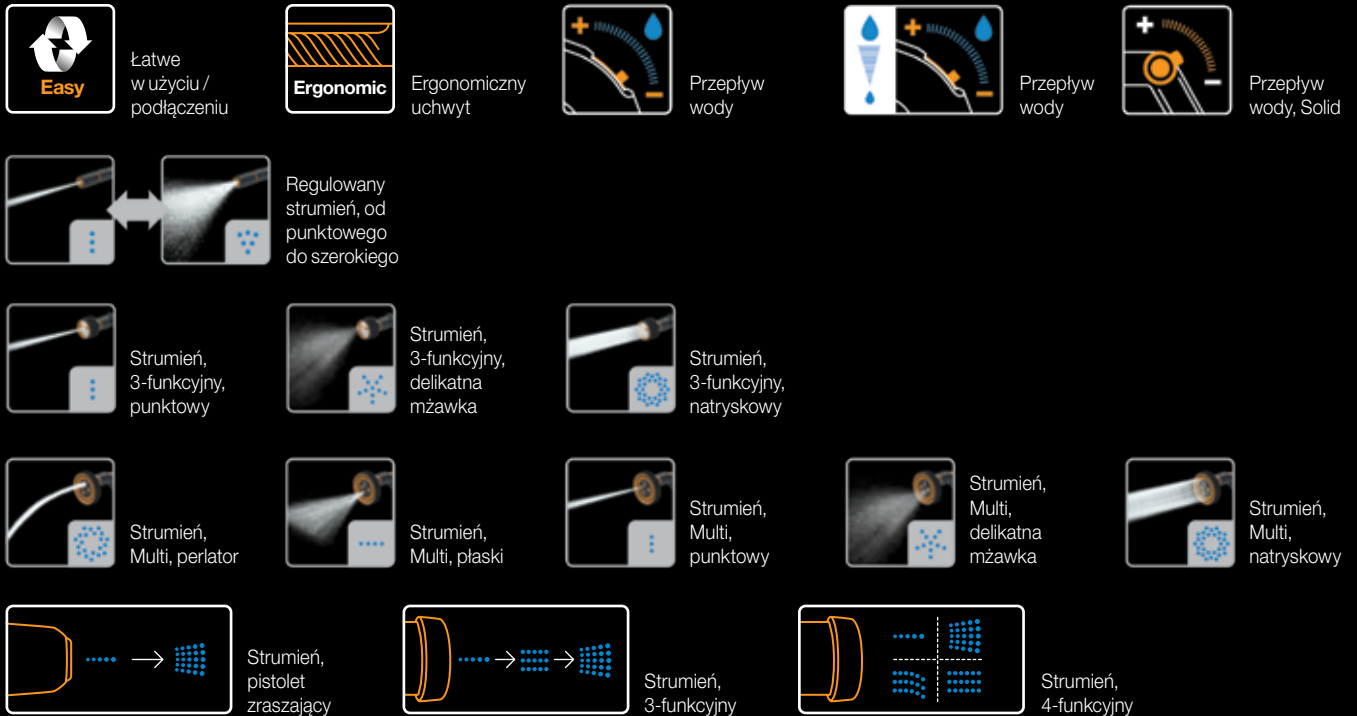 Easy
Łatwe
w użyciu /
podłączeniu
Ergonomic
Ergonomiczny
uchwyt
Przepływ
wody
Przepływ
wody
Przepływ
wody, Solid
Regulowany
strumień, od
punktowego
do szerokiego
Strumień,
3-funkcyjny,
punktowy
Strumień,
3-funkcyjny,
delikatna
mżawka
Strumień,
3-funkcyjny,
natryskowy
Strumień,
Multi, perlator
Strumień,
Multi, płaski
Strumień,
Multi,
punktowy
Strumień,
Multi,
delikatna
mżawka
Strumień,
Multi,
natryskowy
Strumień,
pistolet
zraszający
Strumień,
3-funkcyjny
Strumień,
4-funkcyjny